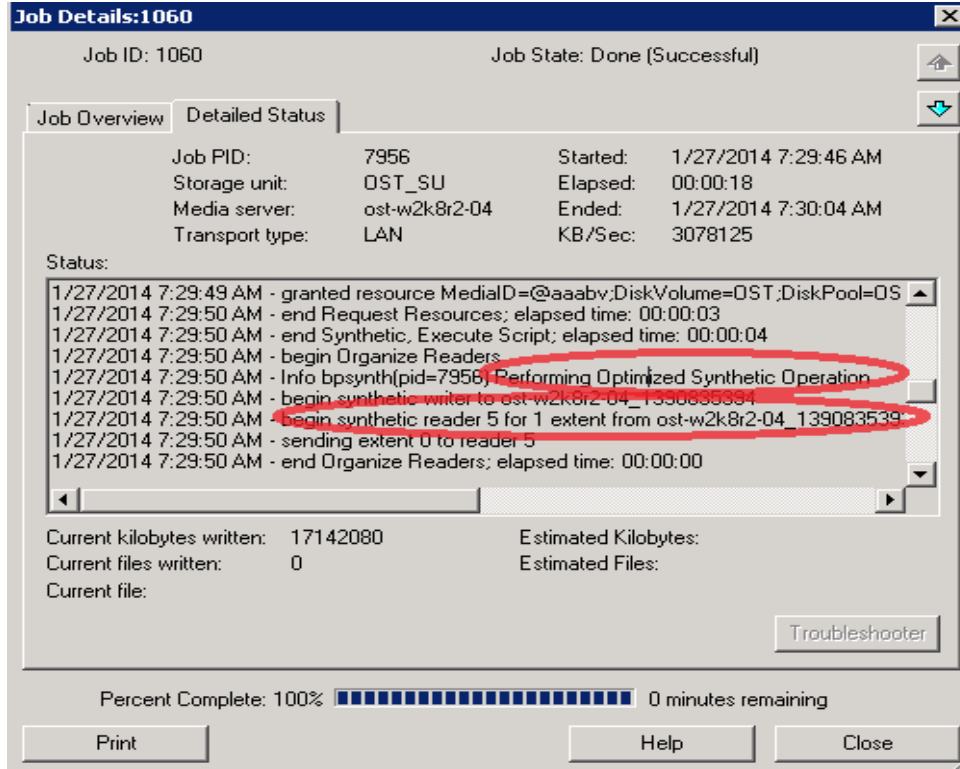 Job Details:1060
Job ID: 1060 Job State: Done (Successful)
Job Overview Detailed Status
Job PID: 7956 Started: 1/27/2014 7:29:46 AM
Storage unit: OST_SU Elapsed: 00:00:18
Media server: ost-w2k8r2-04 Ended: 1/27/2014 7:30:04 AM
Transport type: LAN KB/Sec: 3078125
Status:
1/27/2014 7:29:49 AM - granted resource MediaID=@aaabv;DiskVolume=OST;DiskPool=OS
1/27/2014 7:29:50 AM - end Request Resources; elapsed time: 00:00:03
1/27/2014 7:29:50 AM - end Synthetic, Execute Script; elapsed time: 00:00:04
1/27/2014 7:29:50 AM - begin Organize Readers
1/27/2014 7:29:50 AM - Info bpsynth(pid=7956) Performing Optimized Synthetic Operation
1/27/2014 7:29:50 AM - begin synthetic writer to ost-w2k8r2-04_1390835394
1/27/2014 7:29:50 AM - begin synthetic reader 5 for 1 extent from ost-w2k8r2-04_139083539
1/27/2014 7:29:50 AM - sending extent 0 to reader 5
1/27/2014 7:29:50 AM - end Organize Readers; elapsed time: 00:00:00
Current kilobytes written: 17142080 Estimated Kilobytes:
Current files written: 0 Estimated Files:
Current file:
Troubleshooter
Percent Complete: 100% 0 minutes remaining
Print Help Close